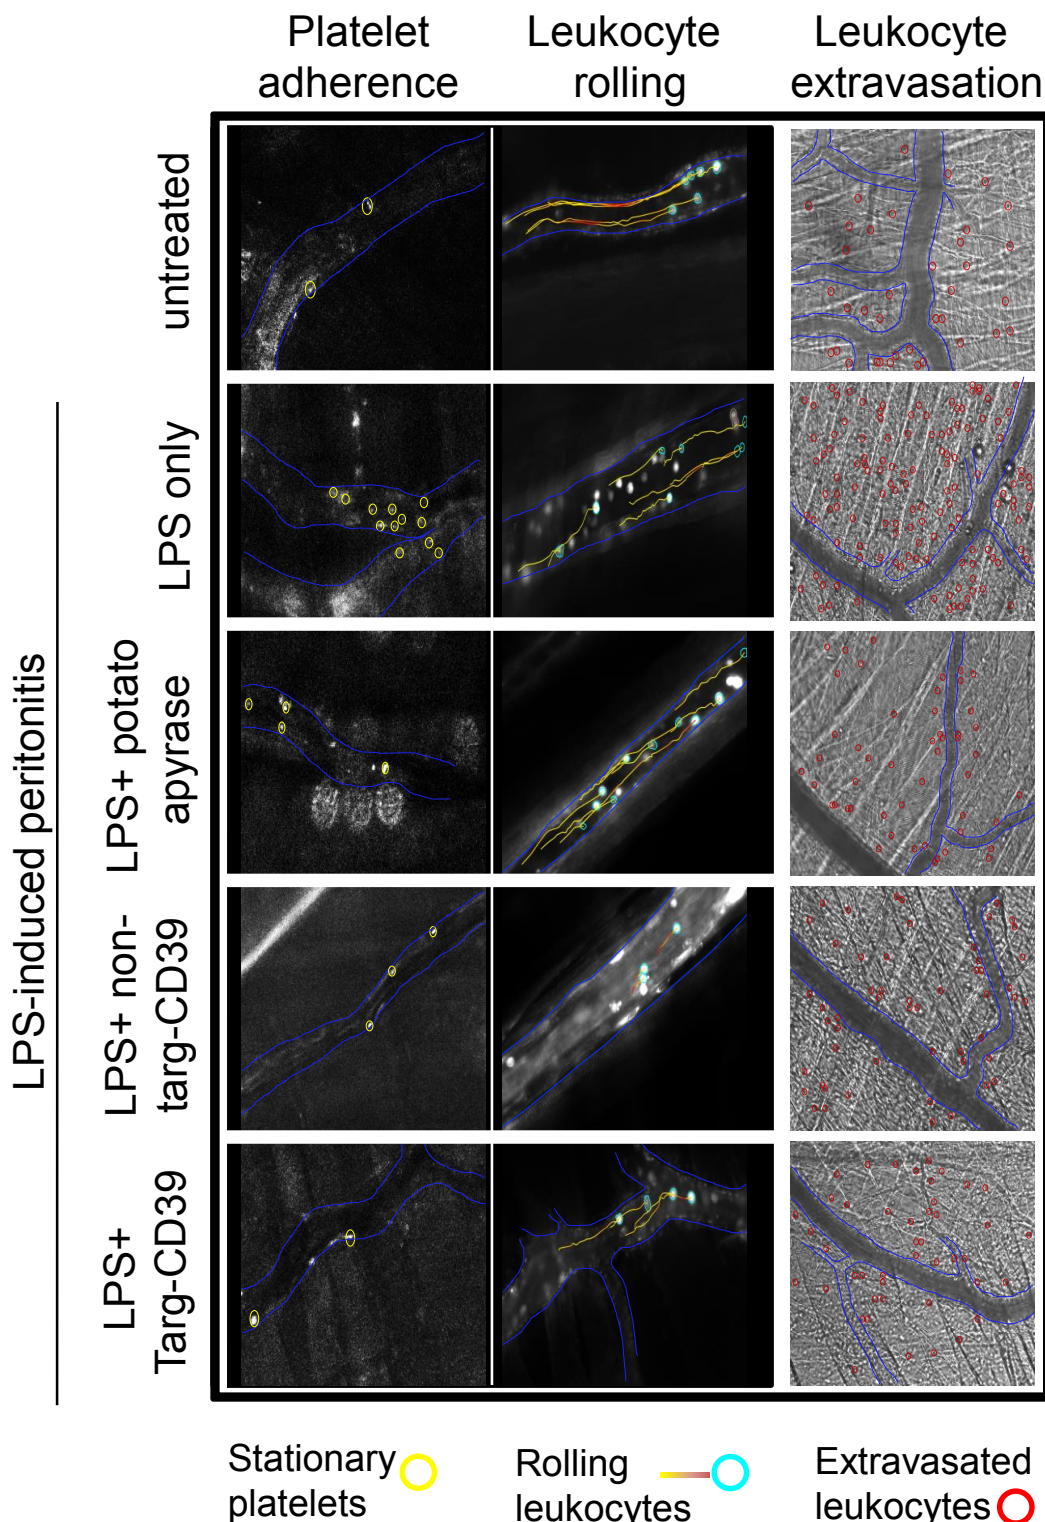 Platelet
adherence
Leukocyte
rolling
Leukocyte
extravasation
untreated
LPS-induced peritonitis
LPS only
LPS+ potato
apyrase
LPS+ non-
targ-CD39
LPS+
Targ-CD39
Stationary
platelets
Rolling
leukocytes
Extravasated
leukocytes